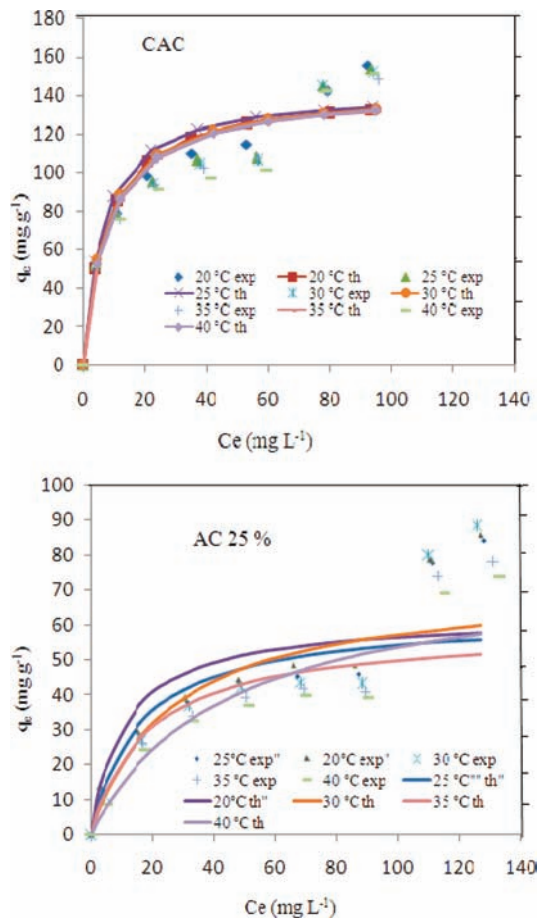 CAC
180
160
140
120
100
80
60
40
20
0
qe (mg g-1)
20 °C exp 20 °C th 25 °C exp
25 °C th 30 °C exp 30 °C th
35 °C exp 35 °C th 40 °C exp
40 °C th
0 20 40 60 80 100 120 140
Ce (mg L-1)
AC 25 %
100
90
80
70
60
50
40
30
20
10
0
qe (mg g-1)
25°C exp" 20°C exp" 30 °C exp
35 °C exp 40 °C exp 25 °C"" th"
20°C th" 30 °C th 35 °C th
40 °C th
0 20 40 60 80 100 120 140
Ce (mg L-1)